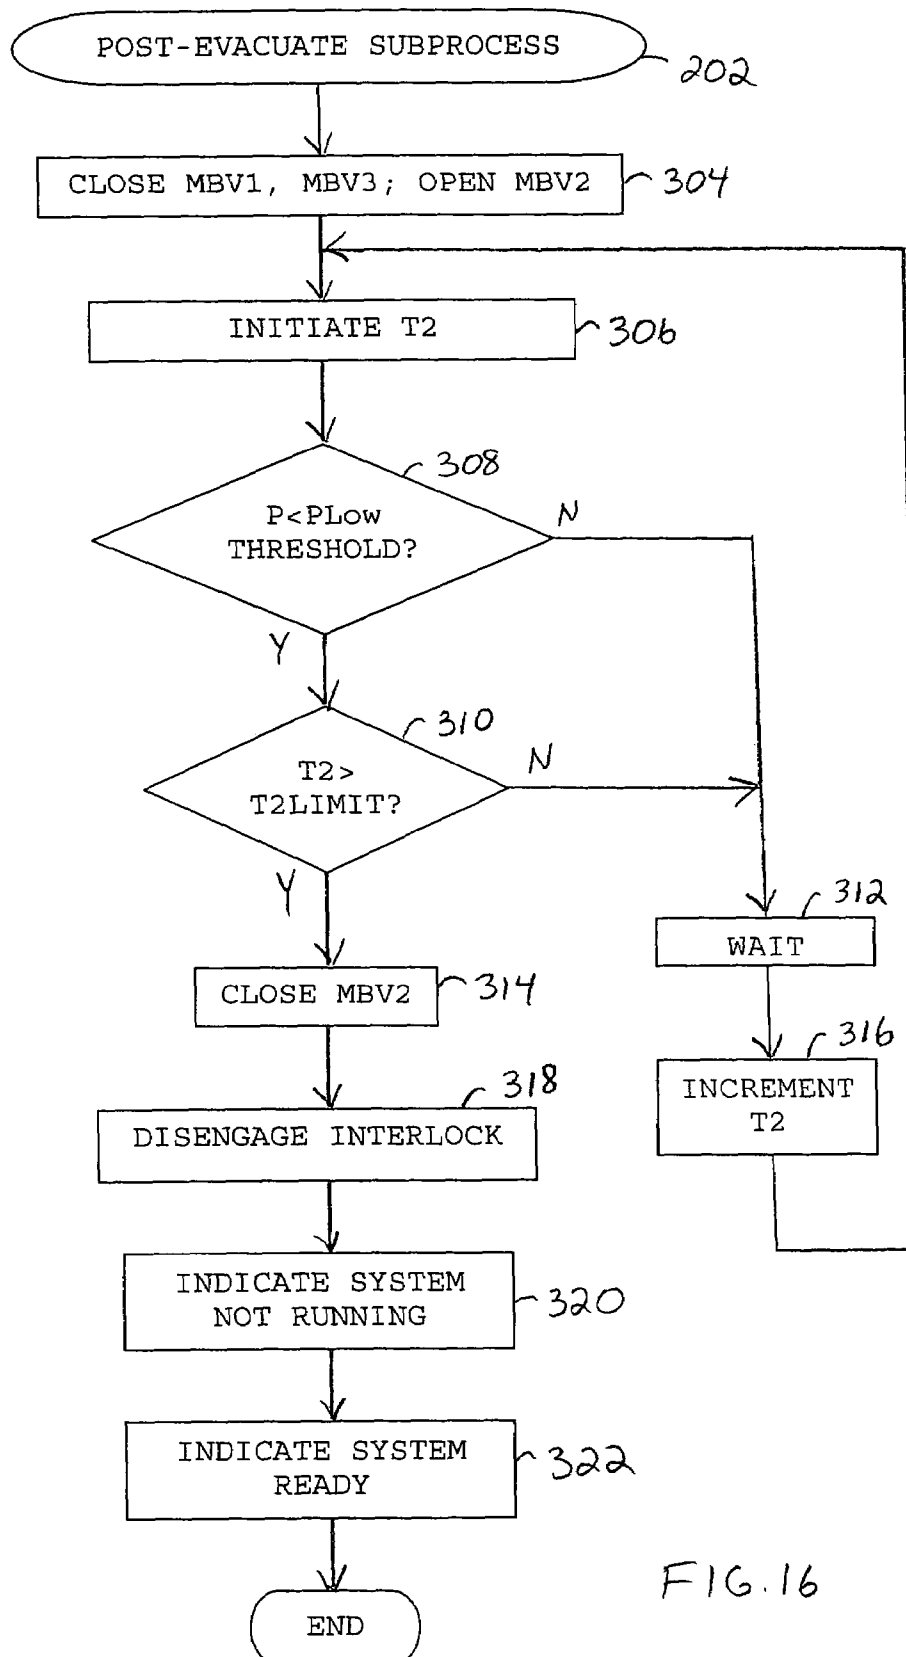 POST-EVACUATE SUBPROCESS
202
CLOSE MBV1, MBV3; OPEN MBV2
304
INITIATE T2
306
308
P<PLow
THRESHOLD?
N
Y
310
T2>
T2LIMIT?
N
Y
312
WAIT
CLOSE MBV2
314
316
INCREMENT
T2
318
DISENGAGE INTERLOCK
INDICATE SYSTEM
NOT RUNNING
320
INDICATE SYSTEM
READY
322
END
FIG.16